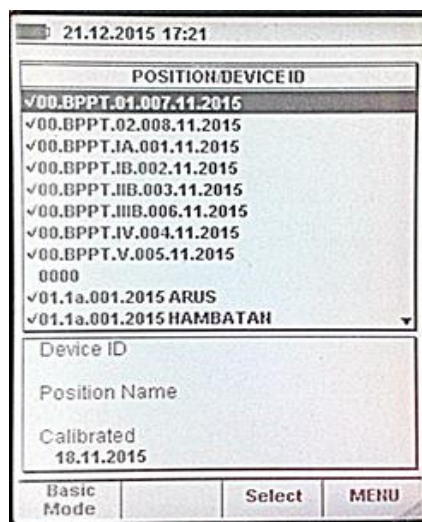 21.12.2015 17:21
POSITION/DEVICE ID
✓00.BPPT.01.007.11.2015
✓00.BPPT.02.008.11.2015
✓00.BPPT.IA.001.11.2015
✓00.BPPT.IB.002.11.2015
✓00.BPPT.IIB.003.11.2015
✓00.BPPT.IIIB.006.11.2015
✓00.BPPT.IV.004.11.2015
✓00.BPPT.V.005.11.2015
0000
✓01.1a.001.2015 ARUS
✓01.1a.001.2015 HAMBATAN
Device ID
Position Name
Calibrated
18.11.2015
Basic Mode
Select
MENU